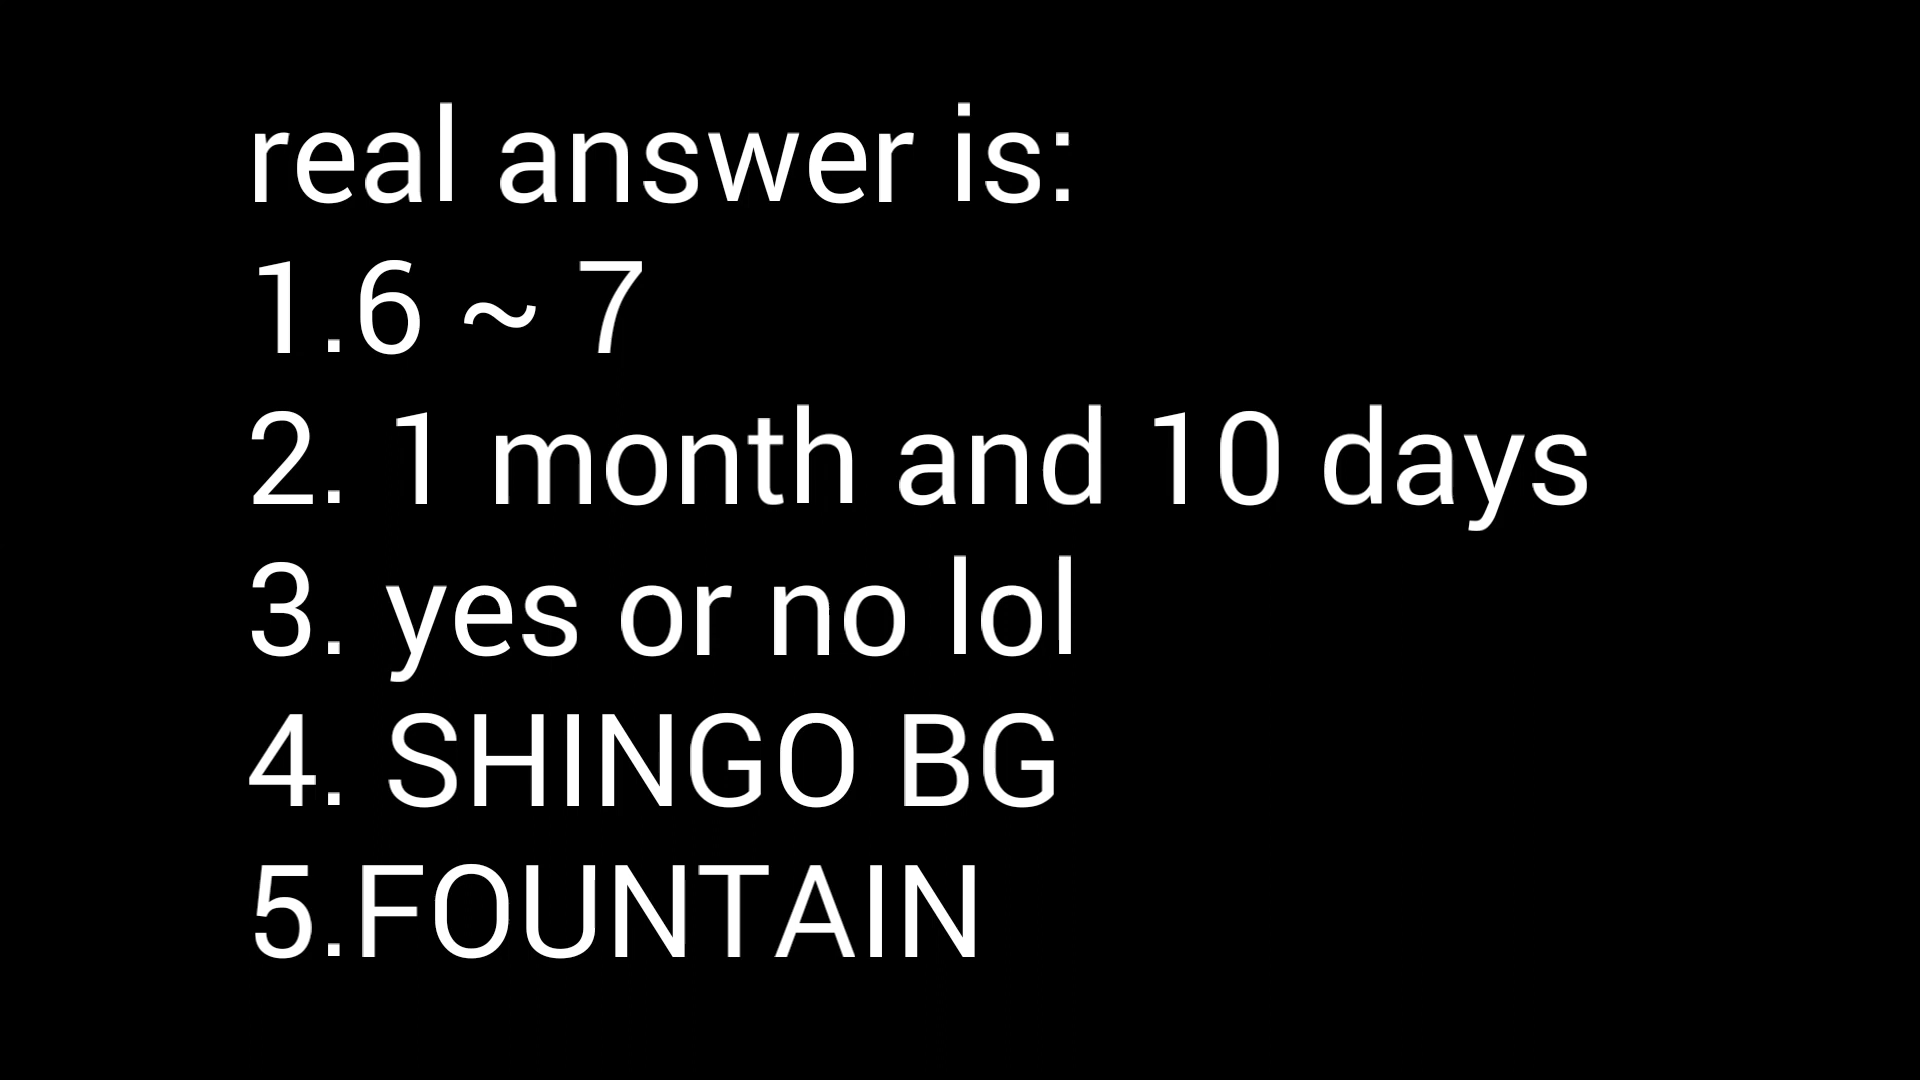 real answer is:
1.6 ~ 7
2. 1 month and 10 days
3. yes or no lol
4. SHINGO BG
5.FOUNTAIN